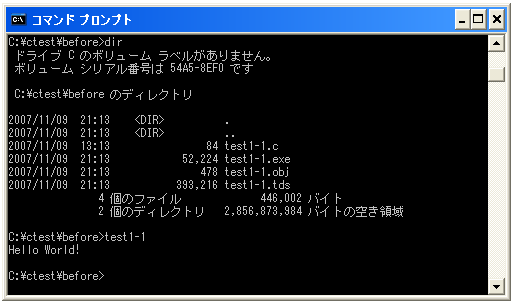 コマンド プロンプト
C:¥ctest¥before>dir
ドライブ C のボリューム ラベルがありません。
ボリューム シリアル番号は 54A5-8EF0 です
C:¥ctest¥before のディレクトリ
2007/11/09  21:13    <DIR>          .
2007/11/09  21:13    <DIR>          ..
2007/11/09  13:13                84 test1-1.c
2007/11/09  21:13            52,224 test1-1.exe
2007/11/09  21:13               478 test1-1.obj
2007/11/09  21:13           393,216 test1-1.tds
4 個のファイル             446,002 バイト
2 個のディレクトリ   2,856,873,984 バイトの空き領域
C:¥ctest¥before>test1-1
Hello World!
C:¥ctest¥before>